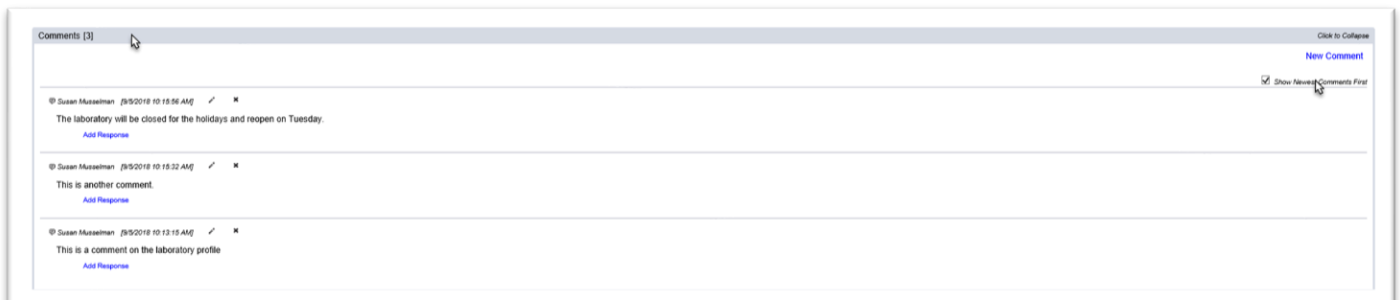 Comments [3] Click to Collapse
New Comment
Show Newest Comments First
Susan Musselman [9/5/2018 10:15:56 AM]
The laboratory will be closed for the holidays and reopen on Tuesday.
Add Response
Susan Musselman [9/5/2018 10:15:32 AM]
This is another comment.
Add Response
Susan Musselman [9/5/2018 10:13:15 AM]
This is a comment on the laboratory profile
Add Response